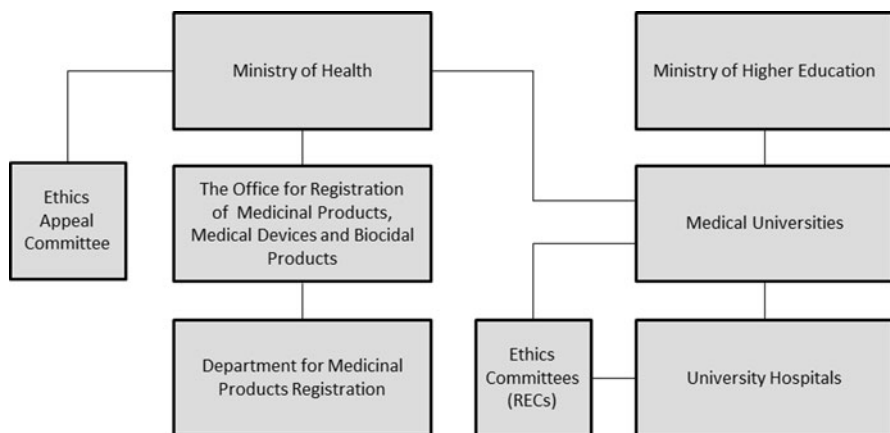 Ministry of Health
Ministry of Higher Education
Ethics
Appeal
Committee
The Office for Registration
of Medicinal Products,
Medical Devices and Biocidal
Products
Medical Universities
Department for Medicinal
Products Registration
Ethics
Committees
(RECs)
University Hospitals